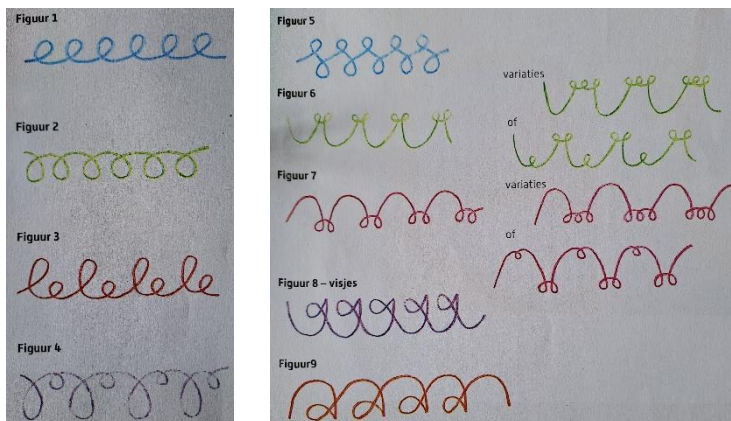 Figuur 1
Figuur 2
Figuur 3
Figuur 4
Figuur 5
Figuur 6
variaties
of
Figuur 7
variaties
of
Figuur 8 – visjes
Figuur9